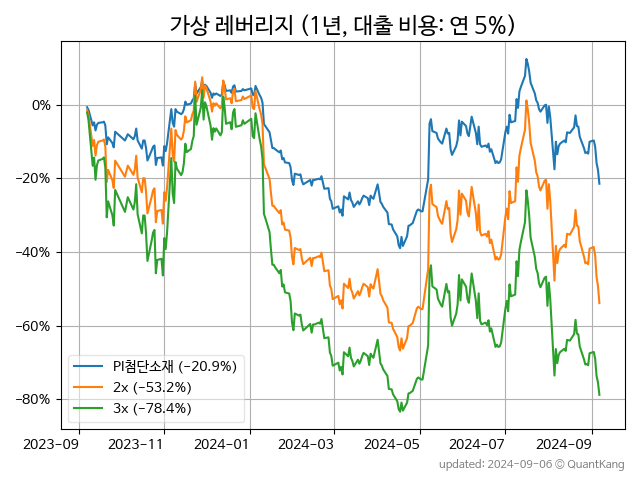 가상 레버리지 (1년, 대출 비용: 연 5%)
0%
−20%
−40%
−60%
−80%
PI첨단소재 (−20.9%)
2x (−53.2%)
3x (−78.4%)
2023-09 2023-11 2024-01 2024-03 2024-05 2024-07 2024-09
updated: 2024-09-06 © QuantKang